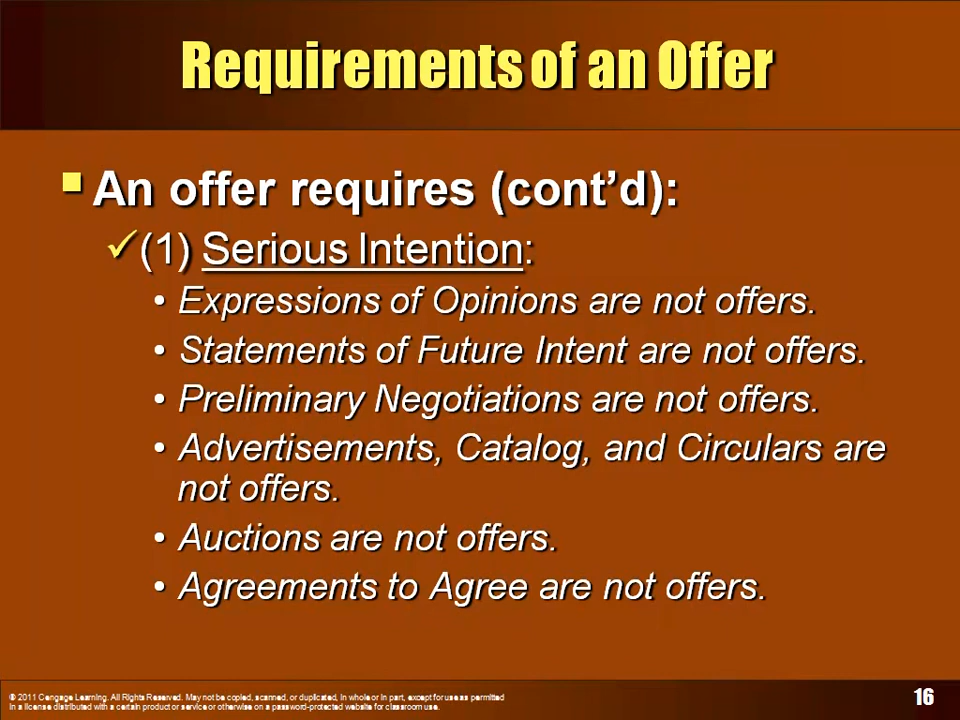 Requirements of an Offer
An offer requires (cont’d):
(1) Serious Intention:
• Expressions of Opinions are not offers.
• Statements of Future Intent are not offers.
• Preliminary Negotiations are not offers.
• Advertisements, Catalog, and Circulars are
not offers.
• Auctions are not offers.
• Agreements to Agree are not offers.
© 2011 Cengage Learning. All Rights Reserved. May not be copied, scanned, or duplicated, in whole or in part, except for use as permitted
in a license distributed with a certain product or service or otherwise on a password-protected website for classroom use.
16